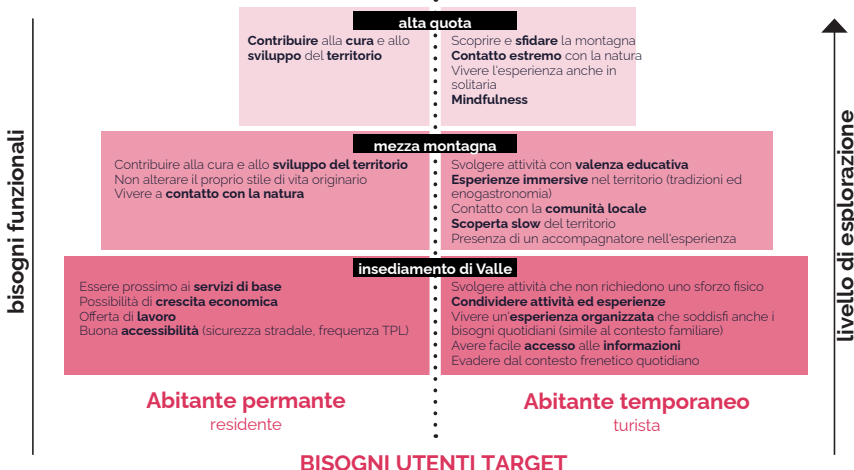 alta quota
Contribuire alla cura e allo
sviluppo del territorio
Scoprire e sfidare la montagna
Contatto estremo con la natura
Vivere l'esperienza anche in
solitaria
Mindfulness
mezza montagna
Contribuire alla cura e allo sviluppo del territorio
Non alterare il proprio stile di vita originario
Vivere a contatto con la natura
Svolgere attività con valenza educativa
Esperienze immersive nel territorio (tradizioni ed
enogastronomia)
Contatto con la comunità locale
Scoperta slow del territorio
Presenza di un accompagnatore nell'esperienza
insediamento di Valle
Essere prossimo ai servizi di base
Possibilità di crescita economica
Offerta di lavoro
Buona accessibilità (sicurezza stradale, frequenza TPL)
Svolgere attività che non richiedono uno sforzo fisico
Condividere attività ed esperienze
Vivere un'esperienza organizzata che soddisfi anche i
bisogni quotidiani (simile al contesto familiare)
Avere facile accesso alle informazioni
Evadere dal contesto frenetico quotidiano
bisogni funzionali
livello di esplorazione
Abitante permante
residente
Abitante temporaneo
turista
BISOGNI UTENTI TARGET